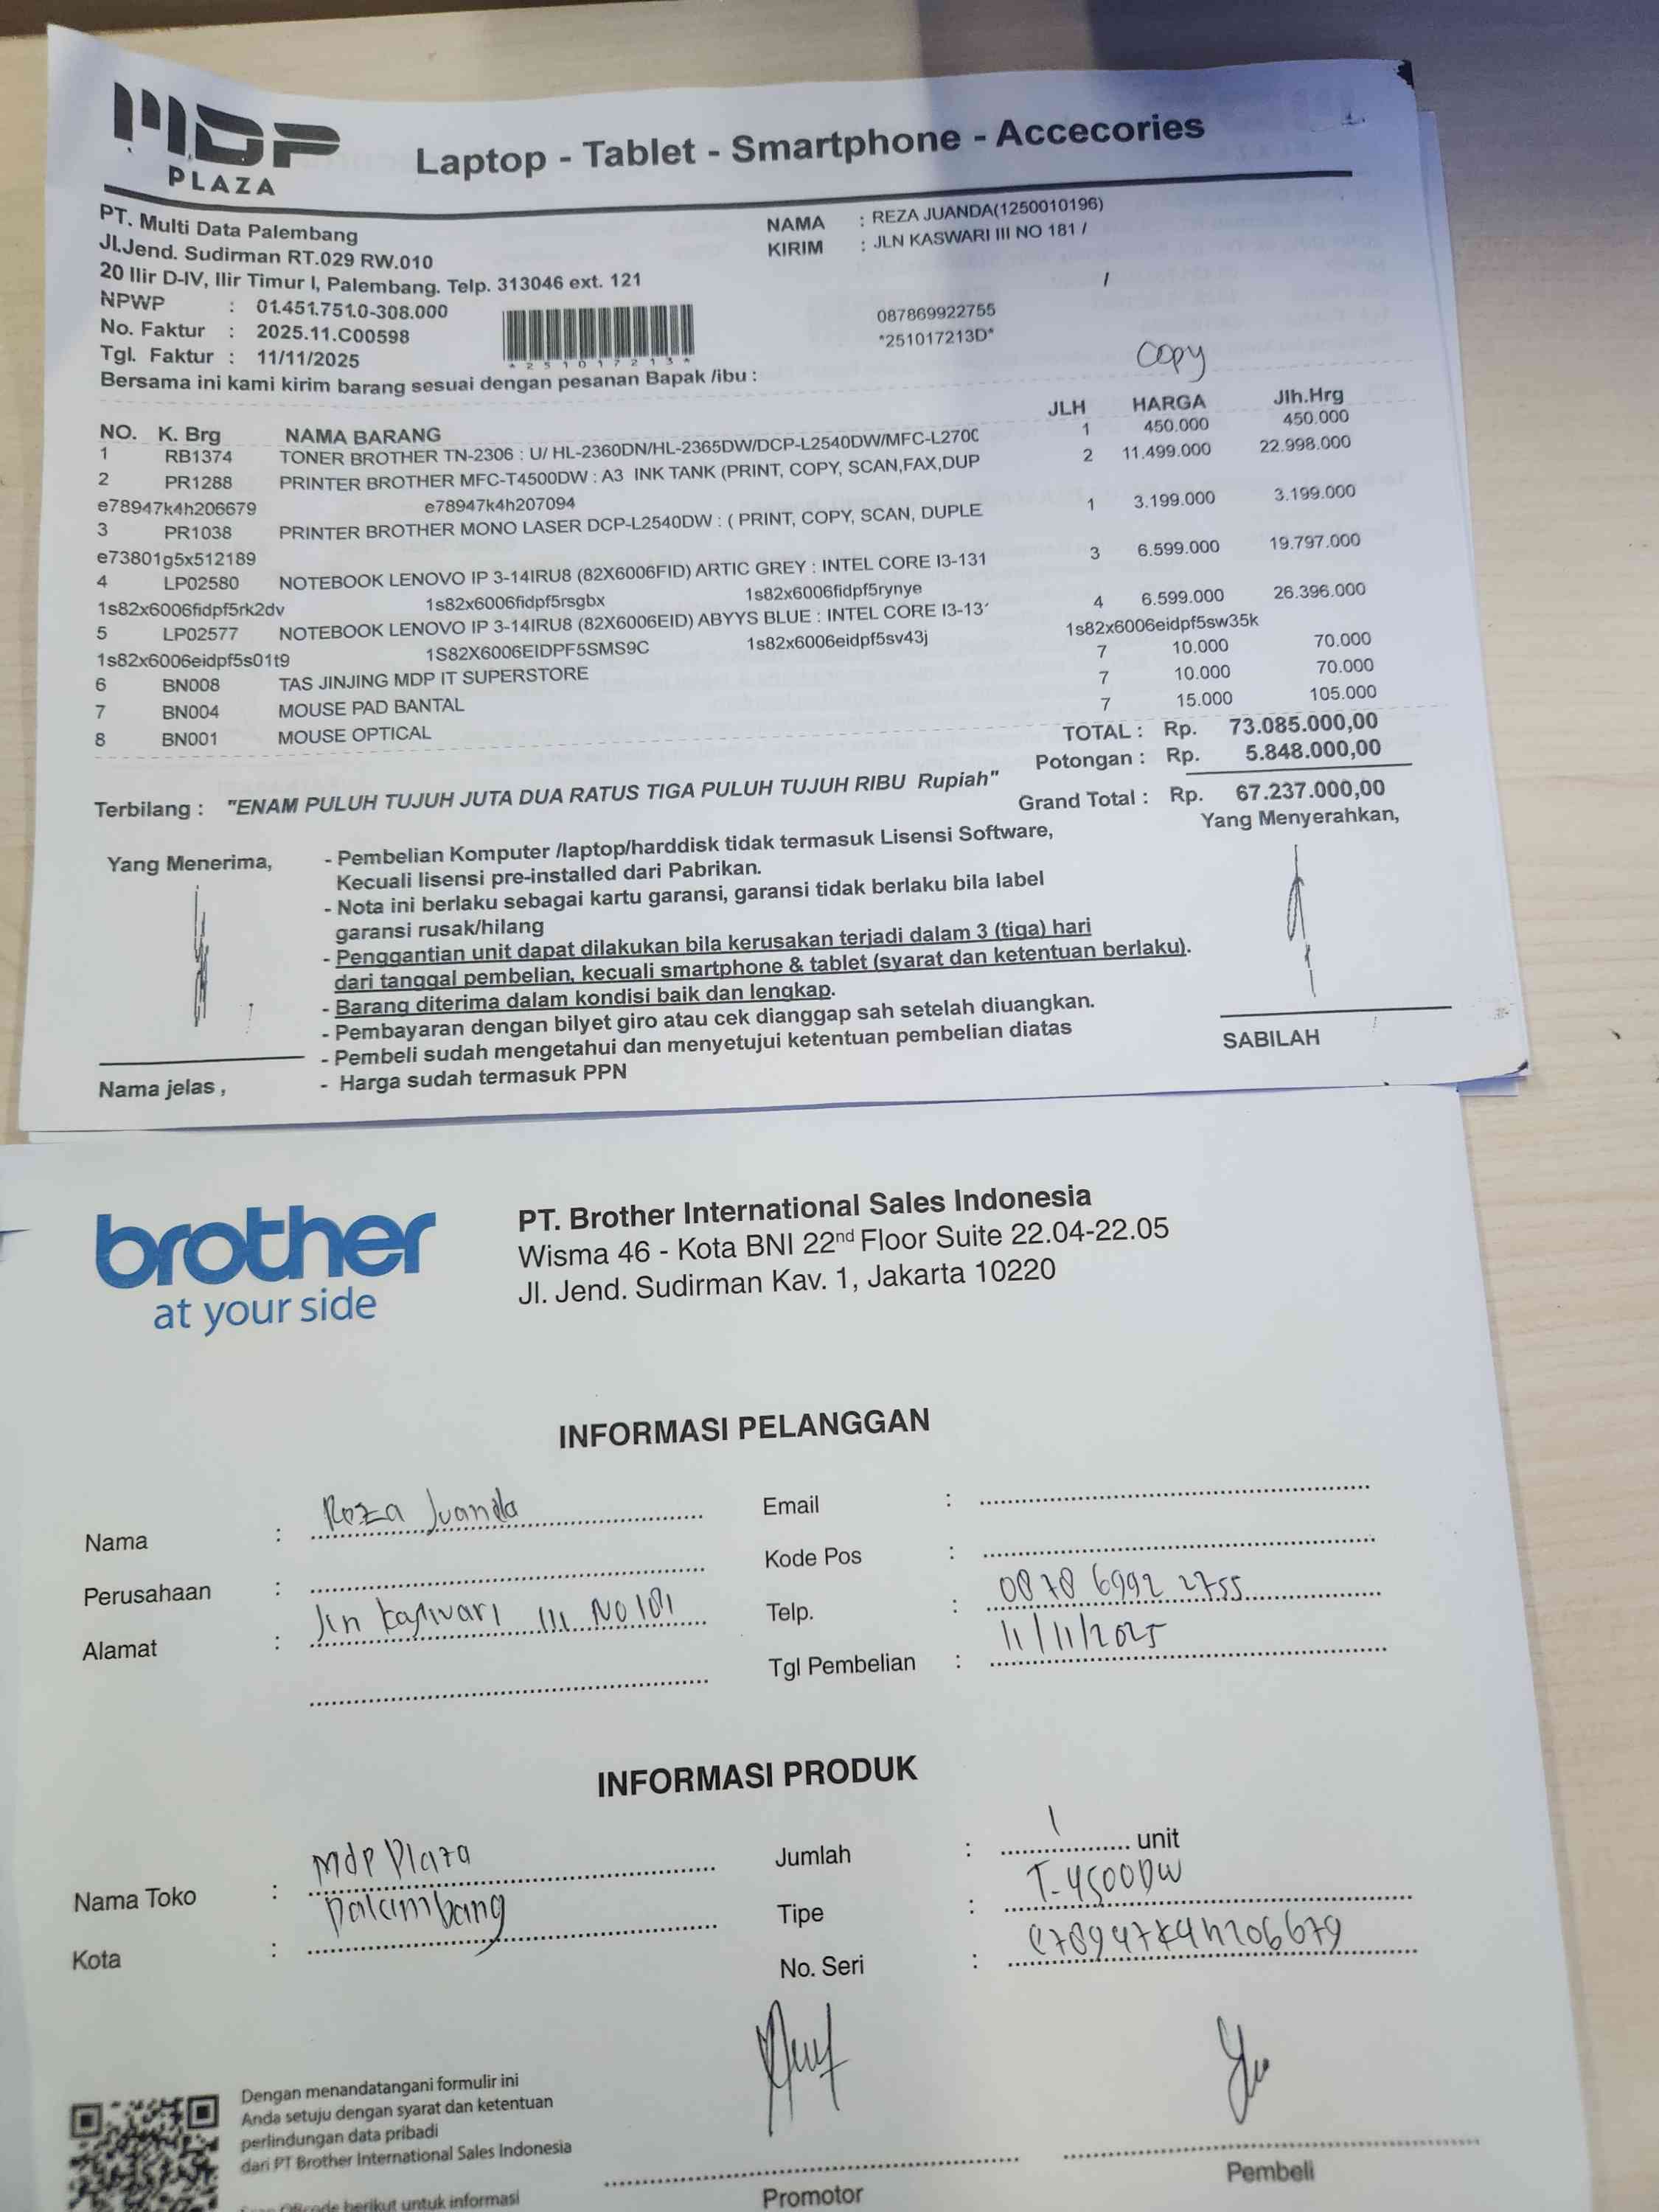 MDP
PLAZA
Laptop - Tablet - Smartphone - Accecories
PT. Multi Data Palembang
Jl.Jend. Sudirman RT.029 RW.010
20 Ilir D-IV, Ilir Timur I, Palembang. Telp. 313046 ext. 121
NPWP : 01.451.751.0-308.000
No. Faktur : 2025.11.C00598
Tgl. Faktur : 11/11/2025
*251017213*
NAMA : REZA JUANDA(1250010196)
KIRIM : JLN KASWARI III NO 181 /
/
087869922755
*251017213D*
Copy
Bersama ini kami kirim barang sesuai dengan pesanan Bapak /ibu :
NO. K. Brg NAMA BARANG JLH HARGA Jlh.Hrg
1 RB1374 TONER BROTHER TN-2306 : U/ HL-2360DN/HL-2365DW/DCP-L2540DW/MFC-L270C 1 450.000 450.000
2 PR1288 PRINTER BROTHER MFC-T4500DW : A3 INK TANK (PRINT, COPY, SCAN,FAX,DUP 2 11.499.000 22.998.000
e78947k4h206679 e78947k4h207094
3 PR1038 PRINTER BROTHER MONO LASER DCP-L2540DW : ( PRINT, COPY, SCAN, DUPLE 1 3.199.000 3.199.000
e73801g5x512189
4 LP02580 NOTEBOOK LENOVO IP 3-14IRU8 (82X6006FID) ARTIC GREY : INTEL CORE I3-131 3 6.599.000 19.797.000
1s82x6006fidpf5rk2dv 1s82x6006fidpf5rsgbx 1s82x6006fidpf5rynye
5 LP02577 NOTEBOOK LENOVO IP 3-14IRU8 (82X6006EID) ABYYS BLUE : INTEL CORE I3-13 4 6.599.000 26.396.000
1s82x6006eidpf5s01t9 1S82X6006EIDPF5SMS9C 1s82x6006eidpf5sv43j 1s82x6006eidpf5sw35k
6 BN008 TAS JINJING MDP IT SUPERSTORE 7 10.000 70.000
7 BN004 MOUSE PAD BANTAL 7 10.000 70.000
8 BN001 MOUSE OPTICAL 7 15.000 105.000
TOTAL : Rp. 73.085.000,00
Potongan : Rp. 5.848.000,00
Terbilang : "ENAM PULUH TUJUH JUTA DUA RATUS TIGA PULUH TUJUH RIBU Rupiah"
Grand Total : Rp. 67.237.000,00
Yang Menerima,
Yang Menyerahkan,
- Pembelian Komputer /laptop/harddisk tidak termasuk Lisensi Software,
Kecuali lisensi pre-installed dari Pabrikan.
- Nota ini berlaku sebagai kartu garansi, garansi tidak berlaku bila label
garansi rusak/hilang
- Penggantian unit dapat dilakukan bila kerusakan terjadi dalam 3 (tiga) hari
dari tanggal pembelian, kecuali smartphone & tablet (syarat dan ketentuan berlaku).
- Barang diterima dalam kondisi baik dan lengkap.
- Pembayaran dengan bilyet giro atau cek dianggap sah setelah diuangkan.
- Pembeli sudah mengetahui dan menyetujui ketentuan pembelian diatas
- Harga sudah termasuk PPN
SABILAH
Nama jelas ,
brother
at your side
PT. Brother International Sales Indonesia
Wisma 46 - Kota BNI 22nd Floor Suite 22.04-22.05
Jl. Jend. Sudirman Kav. 1, Jakarta 10220
INFORMASI PELANGGAN
Nama : Reza Juanda
Perusahaan :
Alamat : Jln Kaswari III No 181
Email :
Kode Pos :
Telp. : 0878 6992 2755
Tgl Pembelian : 11/11/2025
INFORMASI PRODUK
Nama Toko : Mdp Plaza
Kota : Palembang
Jumlah : 1 unit
Tipe : T-4500DW
No. Seri : e78947k4h206679
Dengan menandatangani formulir ini
Anda setuju dengan syarat dan ketentuan
perlindungan data pribadi
dari PT Brother International Sales Indonesia
berikut untuk informasi
Promotor
Pembeli